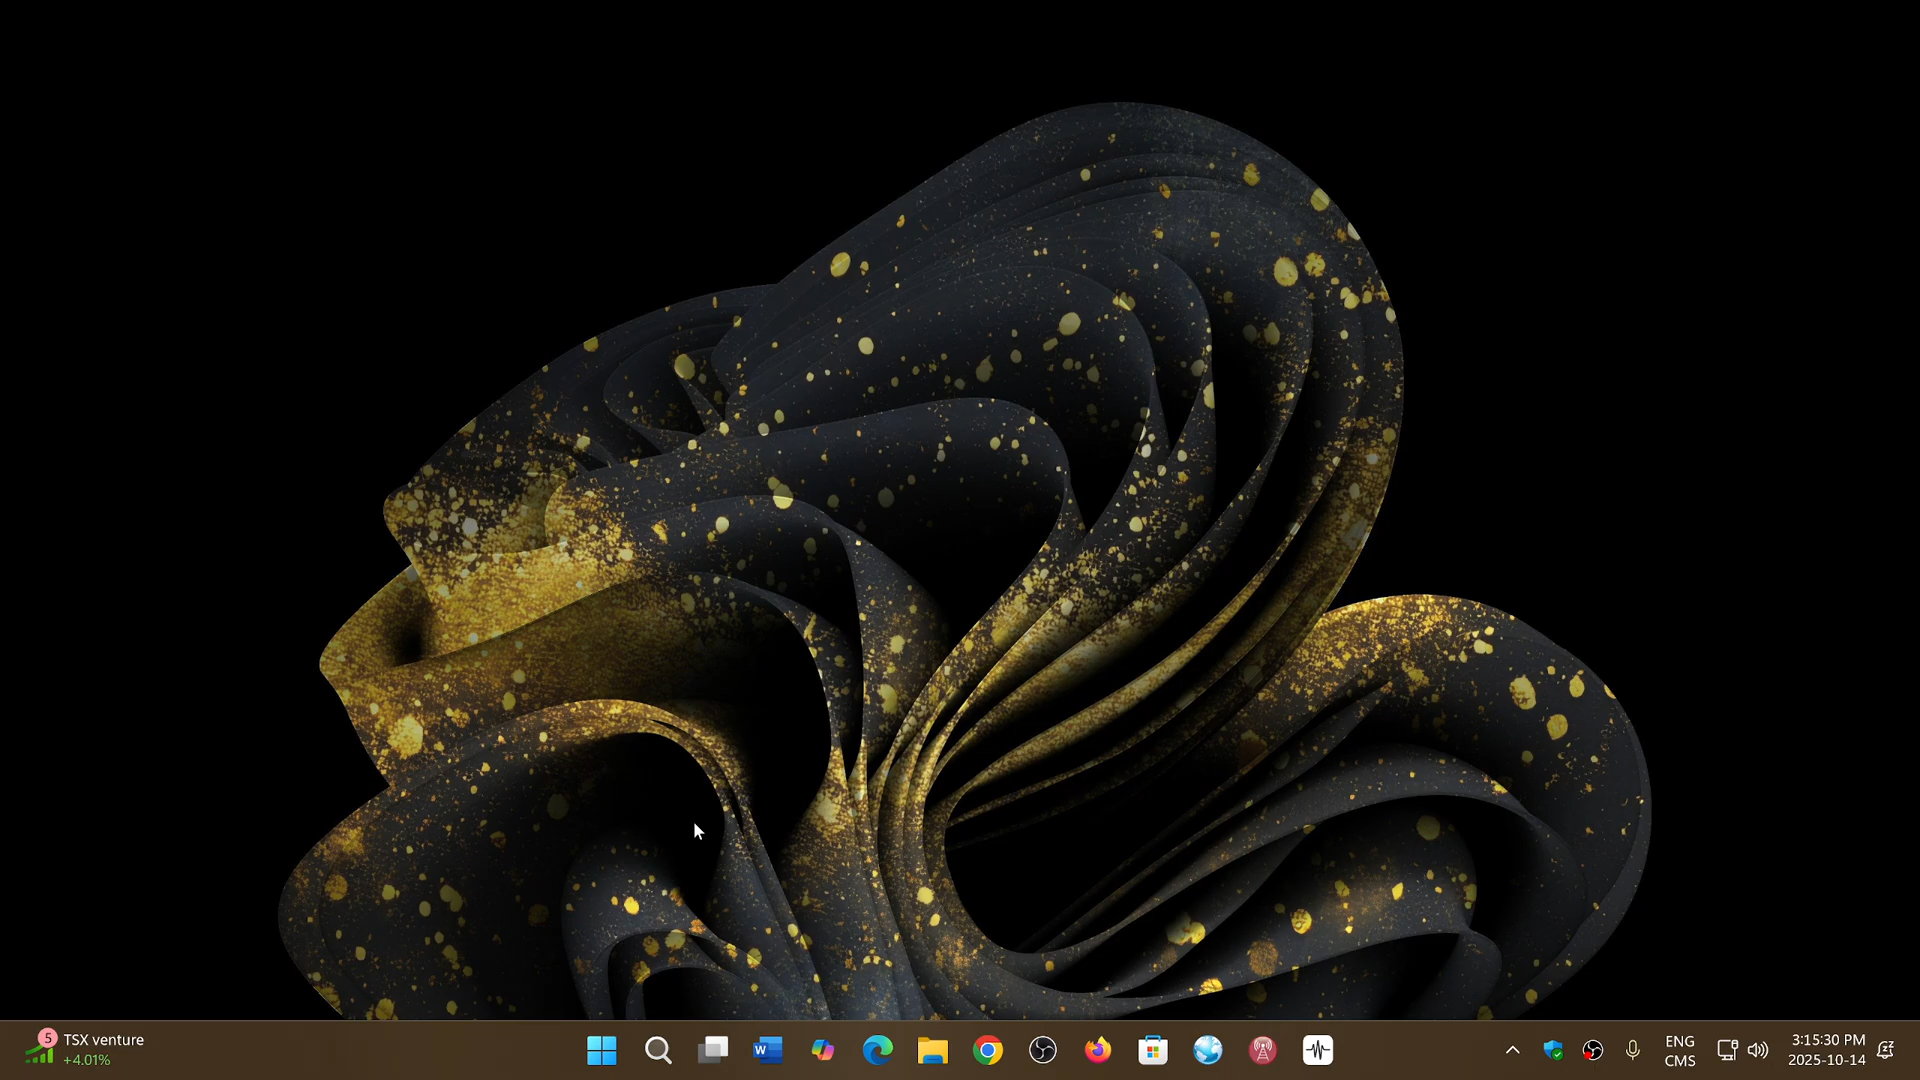 5
TSX venture
+4.01%
W
ENG
CMS
3:15:30 PM
2025-10-14